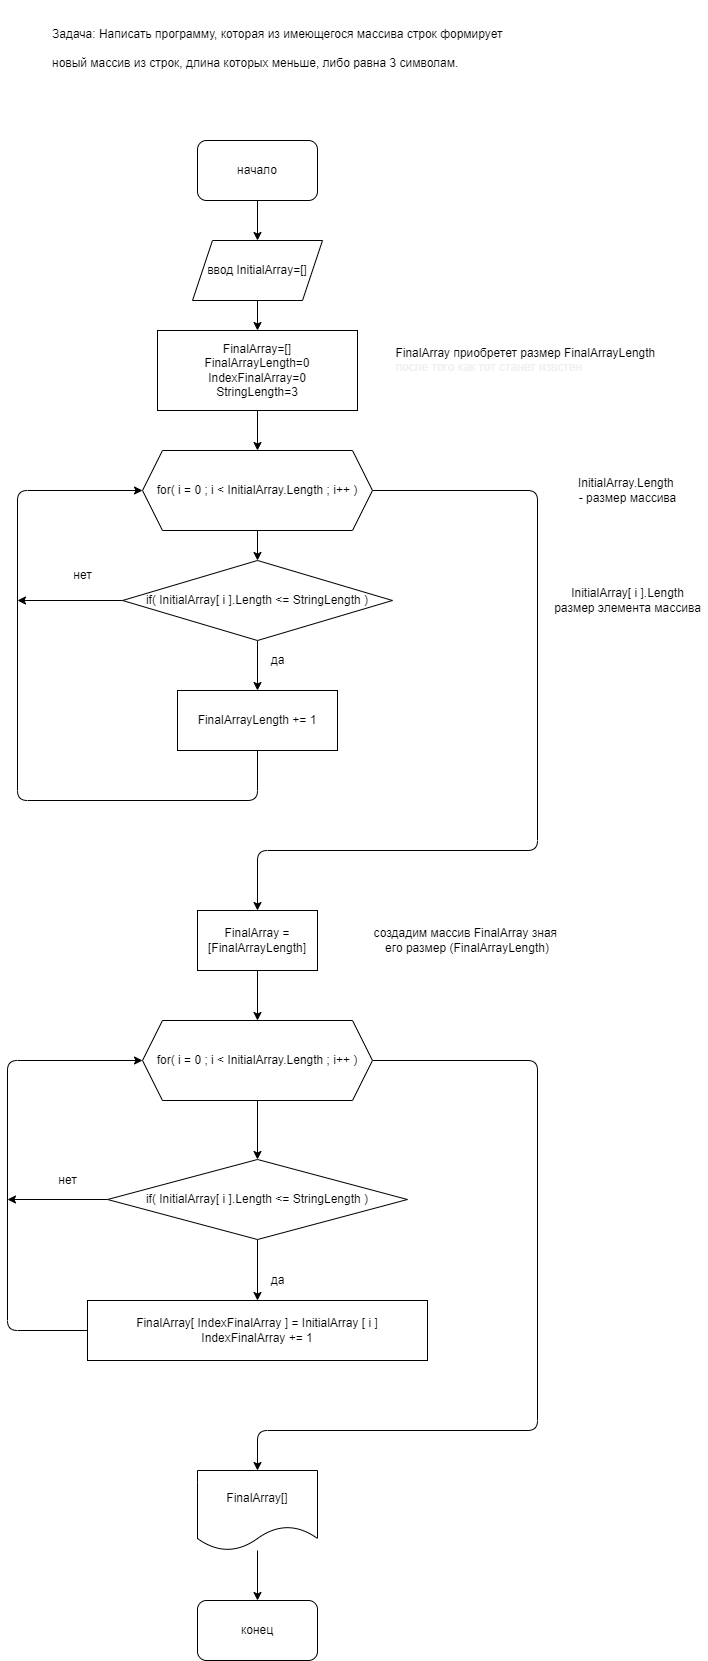 Задача: Написать программу, которая из имеющегося массива строк формирует
новый массив из строк, длина которых меньше, либо равна 3 символам.
начало
ввод InitialArray=[]
FinalArray=[]
FinalArrayLength=0
IndexFinalArray=0
StringLength=3
FinalArray приобретет размер FinalArrayLength
после того как тот станет извстен
for( i = 0 ; i < InitialArray.Length ; i++ )
InitialArray.Length
- размер массива
нет
if( InitialArray[ i ].Length <= StringLength )
InitialArray[ i ].Length
размер элемента массива
да
FinalArrayLength += 1
FinalArray =
[FinalArrayLength]
создадим массив FinalArray зная
его размер (FinalArrayLength)
for( i = 0 ; i < InitialArray.Length ; i++ )
нет
if( InitialArray[ i ].Length <= StringLength )
да
FinalArray[ IndexFinalArray ] = InitialArray [ i ]
IndexFinalArray += 1
FinalArray[]
конец